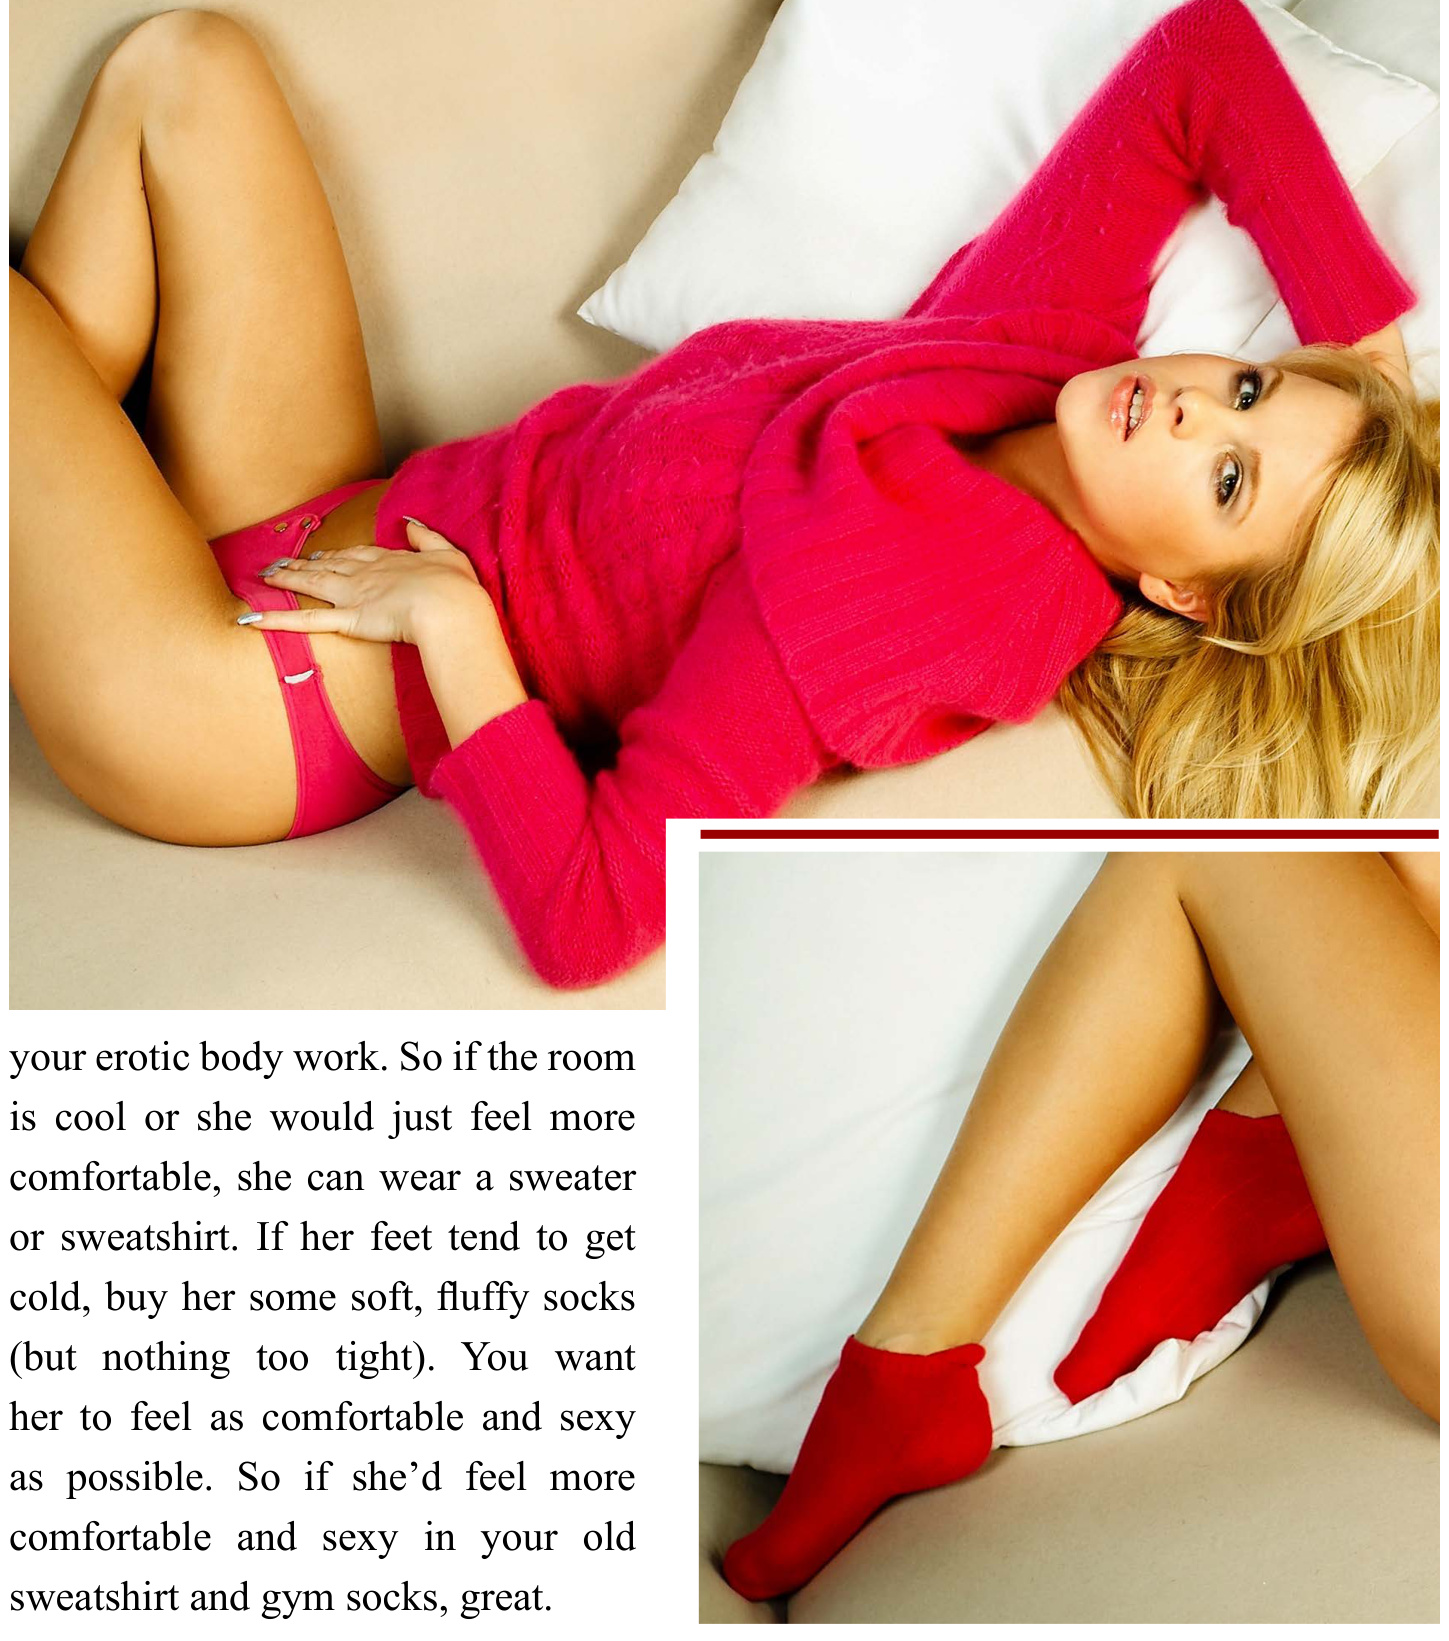 your erotic body work. So if the room
is cool or she would just feel more
comfortable, she can wear a sweater
or sweatshirt. If her feet tend to get
cold, buy her some soft, fluffy socks
(but nothing too tight). You want
her to feel as comfortable and sexy
as possible. So if she’d feel more
comfortable and sexy in your old
sweatshirt and gym socks, great.